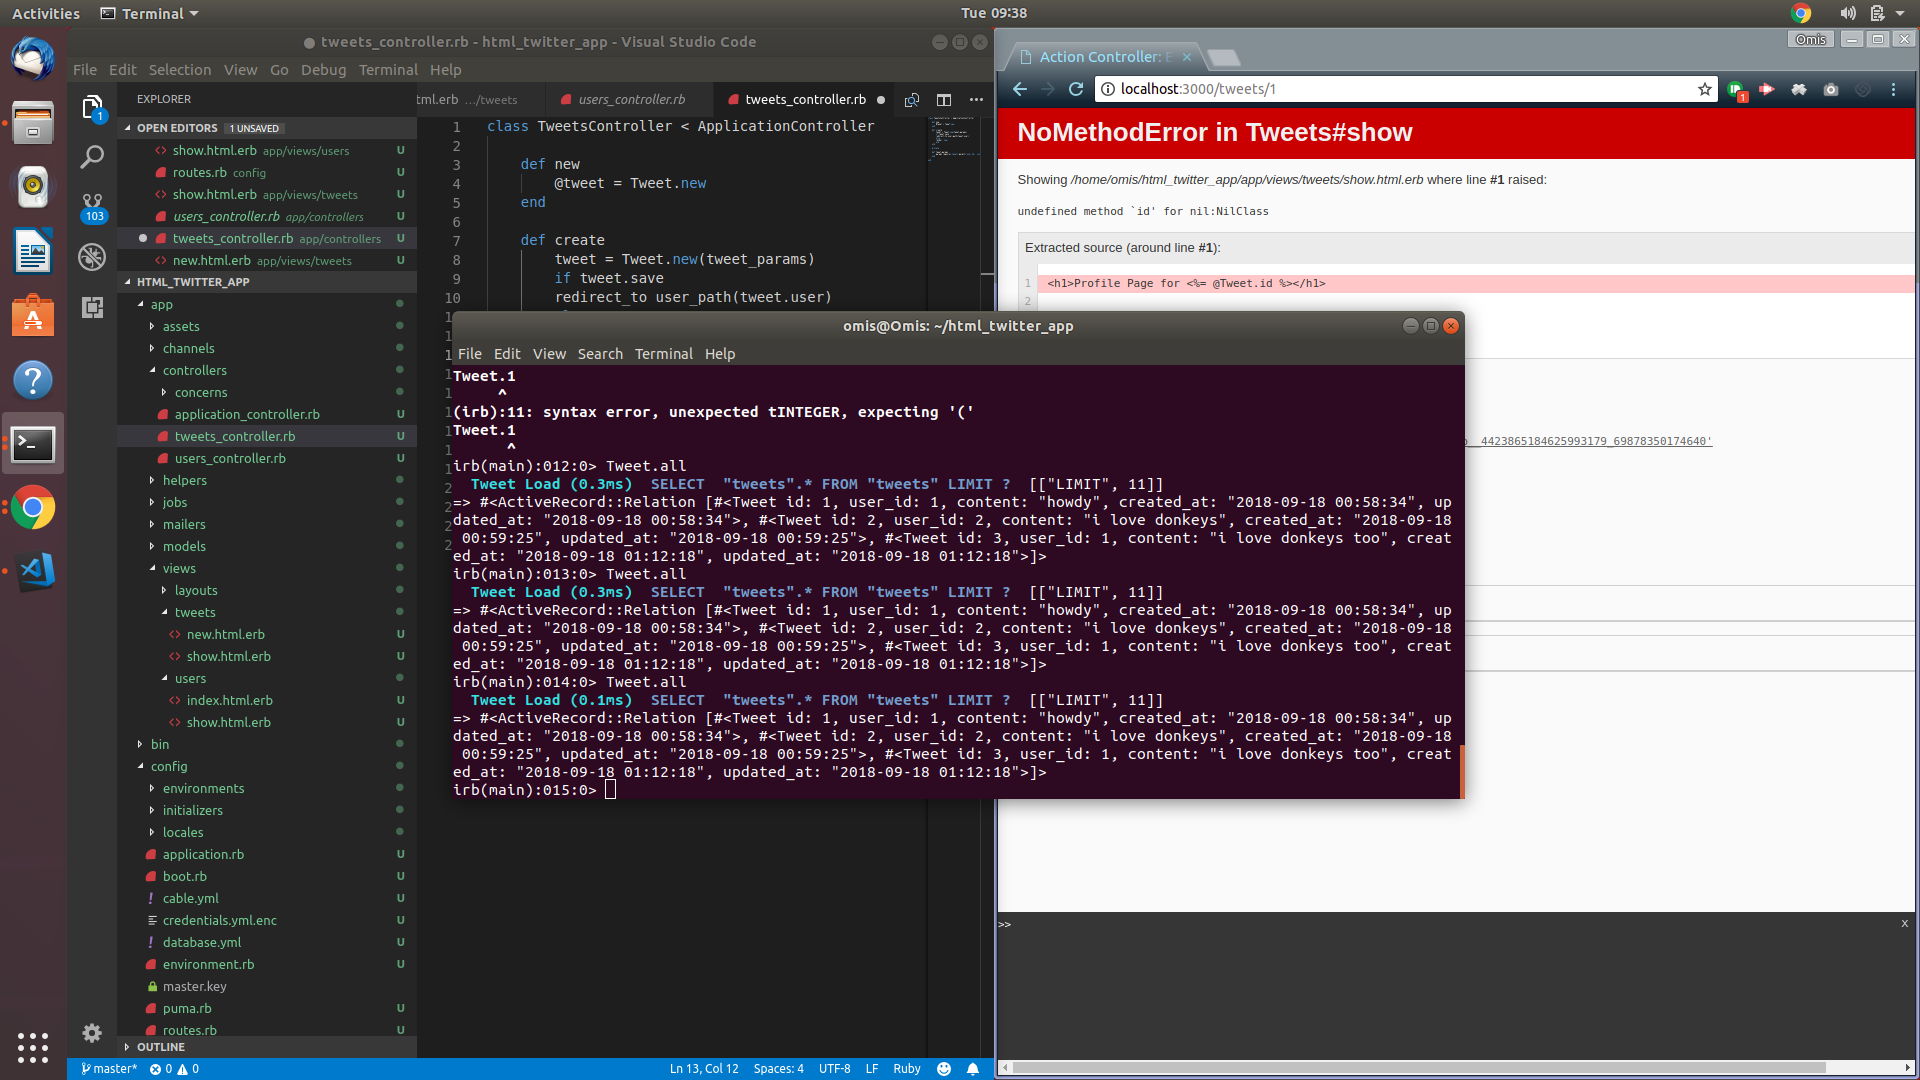 Activities
Terminal
Tue 09:38
tweets_controller.rb - html_twitter_app - Visual Studio Code
File Edit Selection View Go Debug Terminal Help
EXPLORER
OPEN EDITORS 1 UNSAVED
show.html.erb app/views/users U
routes.rb config U
show.html.erb app/views/tweets U
users_controller.rb app/controllers U
tweets_controller.rb app/controllers U
new.html.erb app/views/tweets U
HTML_TWITTER_APP
app
assets
channels
controllers
concerns
application_controller.rb U
tweets_controller.rb U
users_controller.rb U
helpers
jobs
mailers
models
views
layouts
tweets
new.html.erb U
show.html.erb U
users
index.html.erb U
show.html.erb U
bin
config
environments
initializers
locales
application.rb U
boot.rb U
cable.yml U
credentials.yml.enc U
database.yml U
environment.rb U
master.key
puma.rb U
routes.rb U
OUTLINE
1
103
tml.erb .../tweets
users_controller.rb
tweets_controller.rb
1 class TweetsController < ApplicationController
2
3 def new
4 @tweet = Tweet.new
5 end
6
7 def create
8 tweet = Tweet.new(tweet_params)
9 if tweet.save
10 redirect_to user_path(tweet.user)
omis@Omis: ~/html_twitter_app
File Edit View Search Terminal Help
Tweet.1
^
(irb):11: syntax error, unexpected tINTEGER, expecting '('
Tweet.1
^
irb(main):012:0> Tweet.all
Tweet Load (0.3ms) SELECT "tweets".* FROM "tweets" LIMIT ? [["LIMIT", 11]]
=> #<ActiveRecord::Relation [#<Tweet id: 1, user_id: 1, content: "howdy", created_at: "2018-09-18 00:58:34", up
dated_at: "2018-09-18 00:58:34">, #<Tweet id: 2, user_id: 2, content: "i love donkeys", created_at: "2018-09-18
00:59:25", updated_at: "2018-09-18 00:59:25">, #<Tweet id: 3, user_id: 1, content: "i love donkeys too", creat
ed_at: "2018-09-18 01:12:18", updated_at: "2018-09-18 01:12:18">]>
irb(main):013:0> Tweet.all
Tweet Load (0.3ms) SELECT "tweets".* FROM "tweets" LIMIT ? [["LIMIT", 11]]
=> #<ActiveRecord::Relation [#<Tweet id: 1, user_id: 1, content: "howdy", created_at: "2018-09-18 00:58:34", up
dated_at: "2018-09-18 00:58:34">, #<Tweet id: 2, user_id: 2, content: "i love donkeys", created_at: "2018-09-18
00:59:25", updated_at: "2018-09-18 00:59:25">, #<Tweet id: 3, user_id: 1, content: "i love donkeys too", creat
ed_at: "2018-09-18 01:12:18", updated_at: "2018-09-18 01:12:18">]>
irb(main):014:0> Tweet.all
Tweet Load (0.1ms) SELECT "tweets".* FROM "tweets" LIMIT ? [["LIMIT", 11]]
=> #<ActiveRecord::Relation [#<Tweet id: 1, user_id: 1, content: "howdy", created_at: "2018-09-18 00:58:34", up
dated_at: "2018-09-18 00:58:34">, #<Tweet id: 2, user_id: 2, content: "i love donkeys", created_at: "2018-09-18
00:59:25", updated_at: "2018-09-18 00:59:25">, #<Tweet id: 3, user_id: 1, content: "i love donkeys too", creat
ed_at: "2018-09-18 01:12:18", updated_at: "2018-09-18 01:12:18">]>
irb(main):015:0>
master* 0 0
Ln 13, Col 12 Spaces: 4 UTF-8 LF Ruby
Omis
Action Controller: E
localhost:3000/tweets/1
1
NoMethodError in Tweets#show
Showing /home/omis/html_twitter_app/app/views/tweets/show.html.erb where line #1 raised:
undefined method `id' for nil:NilClass
Extracted source (around line #1):
1 <h1>Profile Page for <%= @Tweet.id %></h1>
2
__4423865184625993179_69878350174640'
>>
x